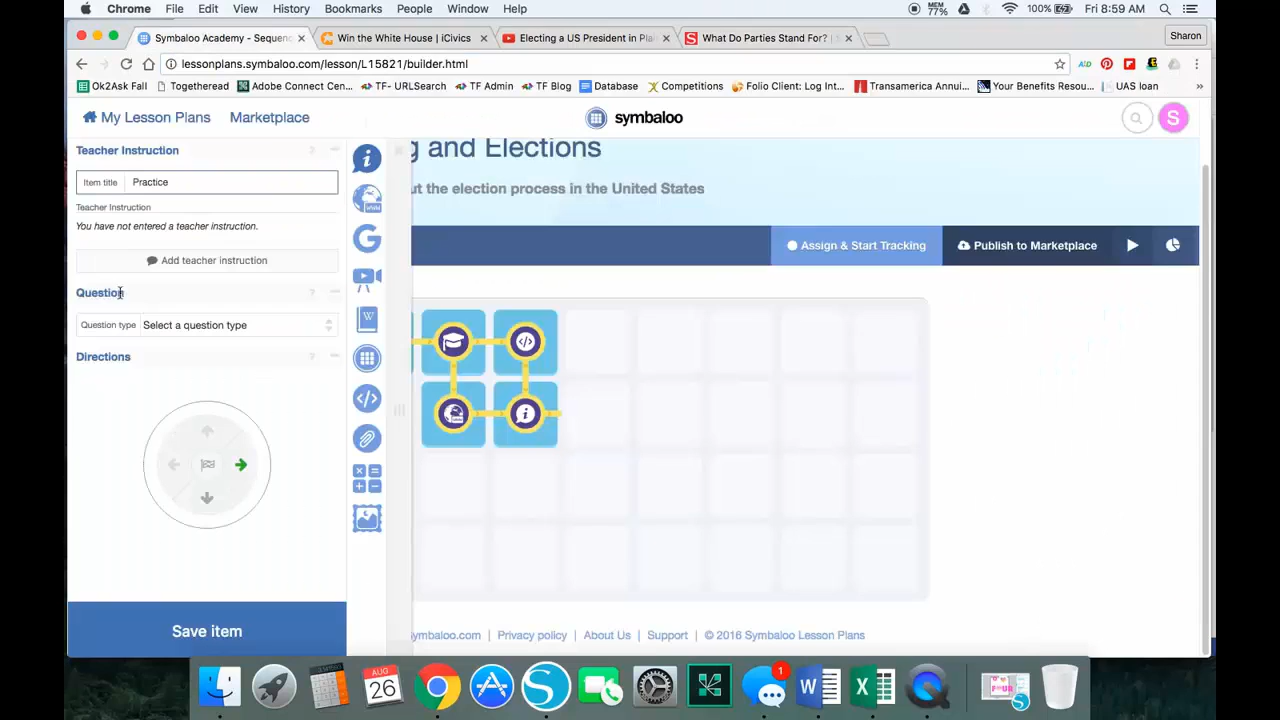 Chrome File Edit View History Bookmarks People Window Help MEM 77% 100% Fri 8:59 AM
Symbaloo Academy - Sequenc Win the White House | iCivics Electing a US President in Plai What Do Parties Stand For? | Sharon
lessonplans.symbaloo.com/lesson/L15821/builder.html
Ok2Ask Fall Togetheread Adobe Connect Cen... TF- URLSearch TF Admin TF Blog Database Competitions Folio Client: Log Int... Transamerica Annui... Your Benefits Resou... UAS loan »
My Lesson Plans Marketplace symbaloo S
Teacher Instruction ?
g and Elections
Item title Practice
out the election process in the United States
Teacher Instruction
You have not entered a teacher instruction.
Assign & Start Tracking Publish to Marketplace
Add teacher instruction
Question ?
Question type Select a question type
Directions ?
Save item
symbaloo.com | Privacy policy | About Us | Support | © 2016 Symbaloo Lesson Plans
AUG
26
1